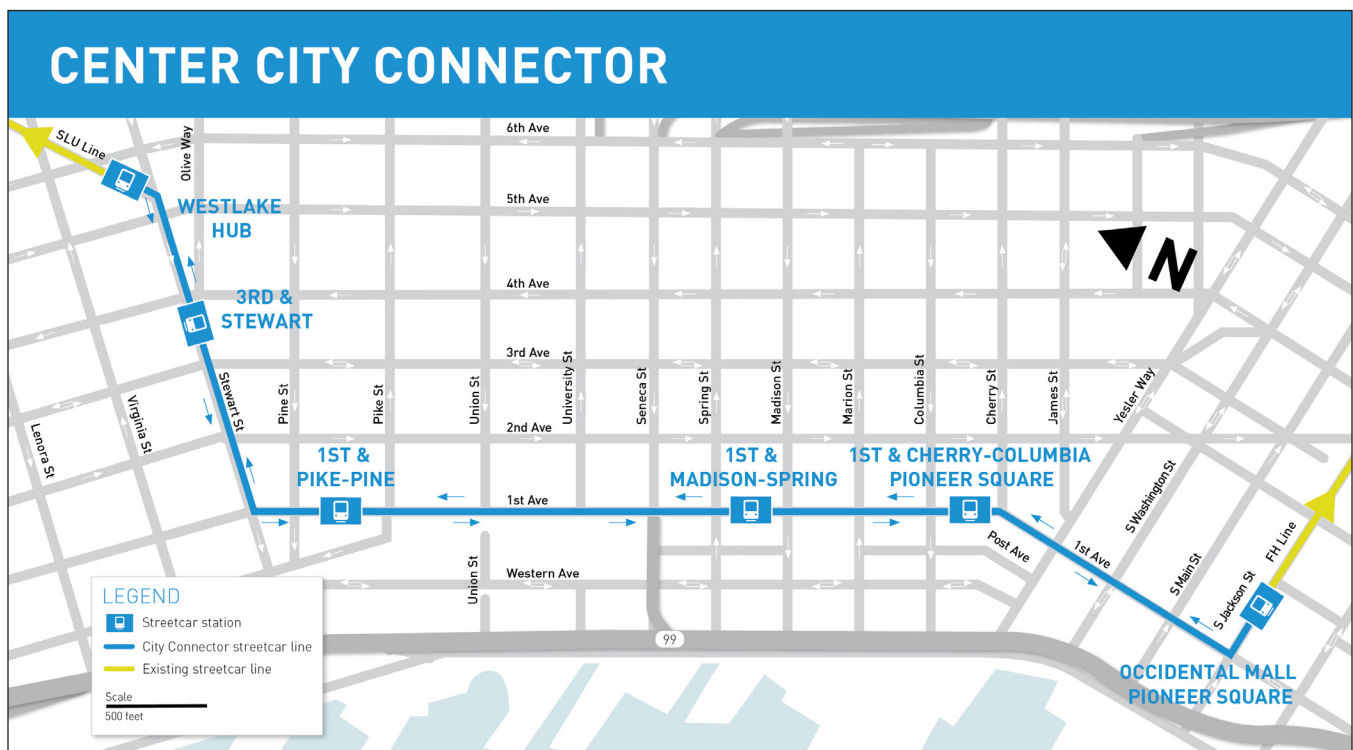 CENTER CITY CONNECTOR
SLU Line
Olive Way
6th Ave
WESTLAKE
HUB
5th Ave
N
3RD &
STEWART
4th Ave
3rd Ave
Lenora St
Virginia St
Stewart St
Pine St
Pike St
Union St
University St
Seneca St
Spring St
Madison St
Marion St
Columbia St
Cherry St
James St
Yesler Way
2nd Ave
1ST &
PIKE-PINE
1ST &
MADISON-SPRING
1ST & CHERRY-COLUMBIA
PIONEER SQUARE
1st Ave
S Washington St
Post Ave
1st Ave
S Main St
S Jackson St
FH Line
Union St
Western Ave
99
OCCIDENTAL MALL
PIONEER SQUARE
LEGEND
Streetcar station
City Connector streetcar line
Existing streetcar line
Scale
500 feet